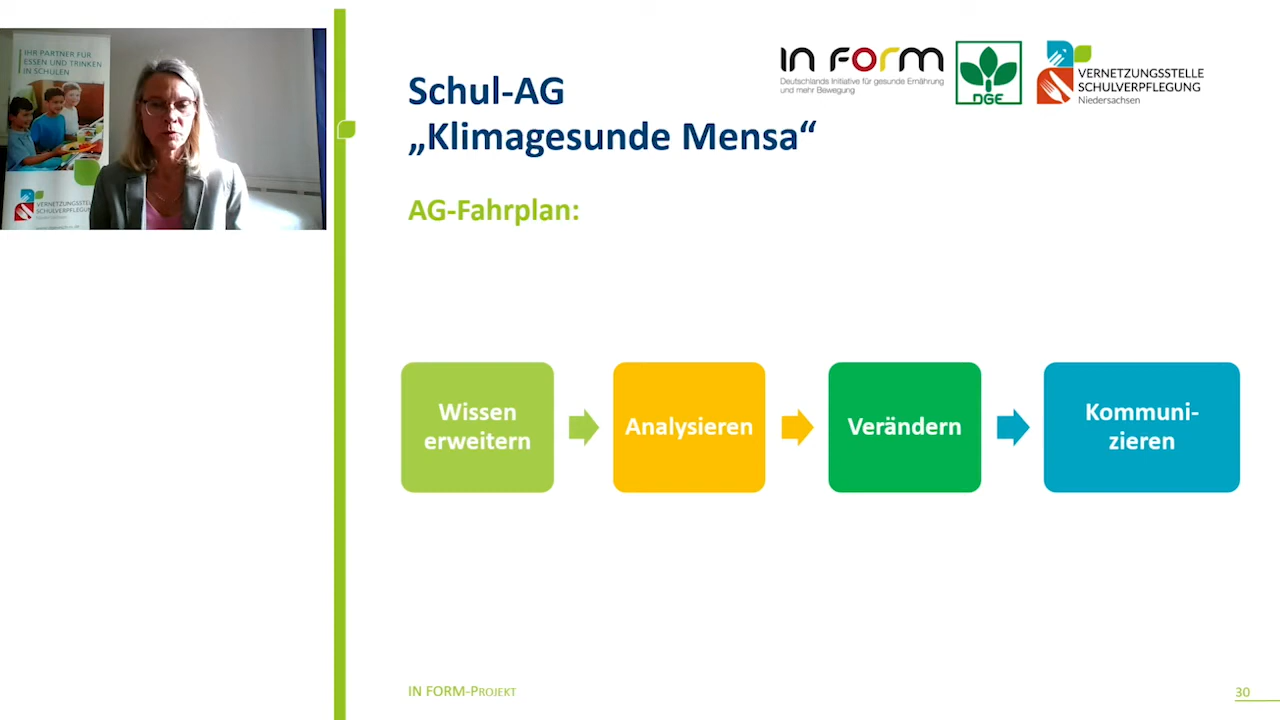 IHR PARTNER FÜR
ESSEN UND TRINKEN
IN SCHULEN
VERNETZUNGSSTELLE
SCHULVERPFLEGUNG
Niedersachsen
IN FORM
Deutschlands Initiative für gesunde Ernährung
und mehr Bewegung
DGE
VERNETZUNGSSTELLE
SCHULVERPFLEGUNG
Niedersachsen
Schul-AG
„Klimagesunde Mensa“
AG-Fahrplan:
Wissen
erweitern
Analysieren
Verändern
Kommuni-
zieren
IN FORM-PROJEKT
30